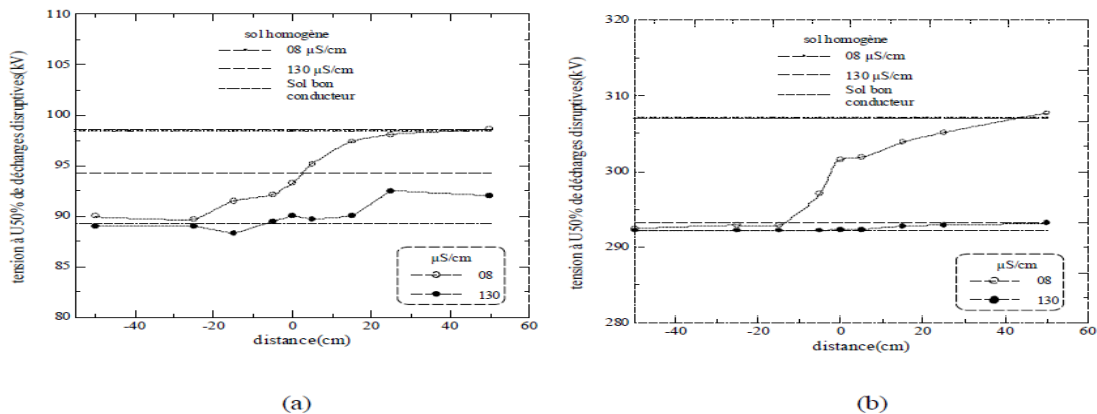 110
105
100
95
90
85
80
-40
-20
0
20
40
60
tension à U50% de décharges disruptives(kV)
distance(cm)
sol homogène
08 µS/cm
130 µS/cm
Sol bon
conducteur
µS/cm
08
130
(a)
320
310
300
290
280
-40
-20
0
20
40
60
tension à U50% de décharges disruptives(kV)
distance(cm)
sol homogène
08 µS/cm
130 µS/cm
Sol bon
conducteur
µS/cm
08
130
(b)